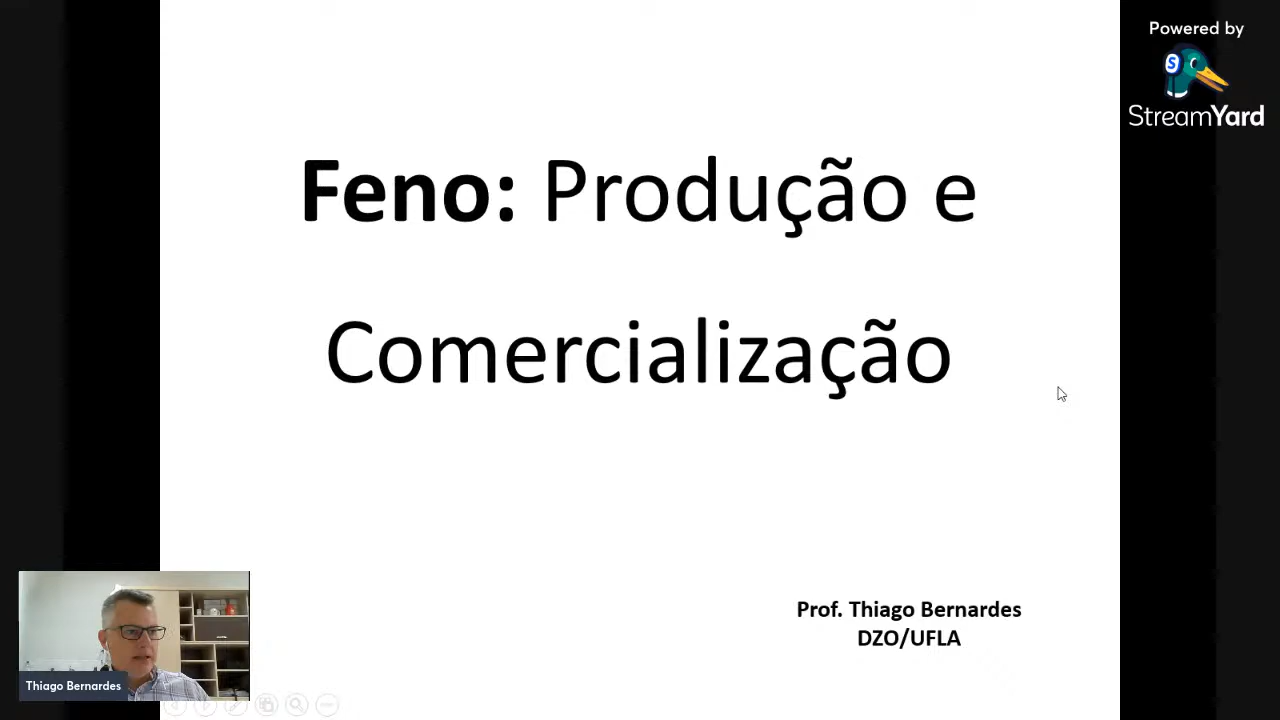 Powered by
StreamYard
Feno: Produção e
Comercialização
Prof. Thiago Bernardes
DZO/UFLA
Thiago Bernardes